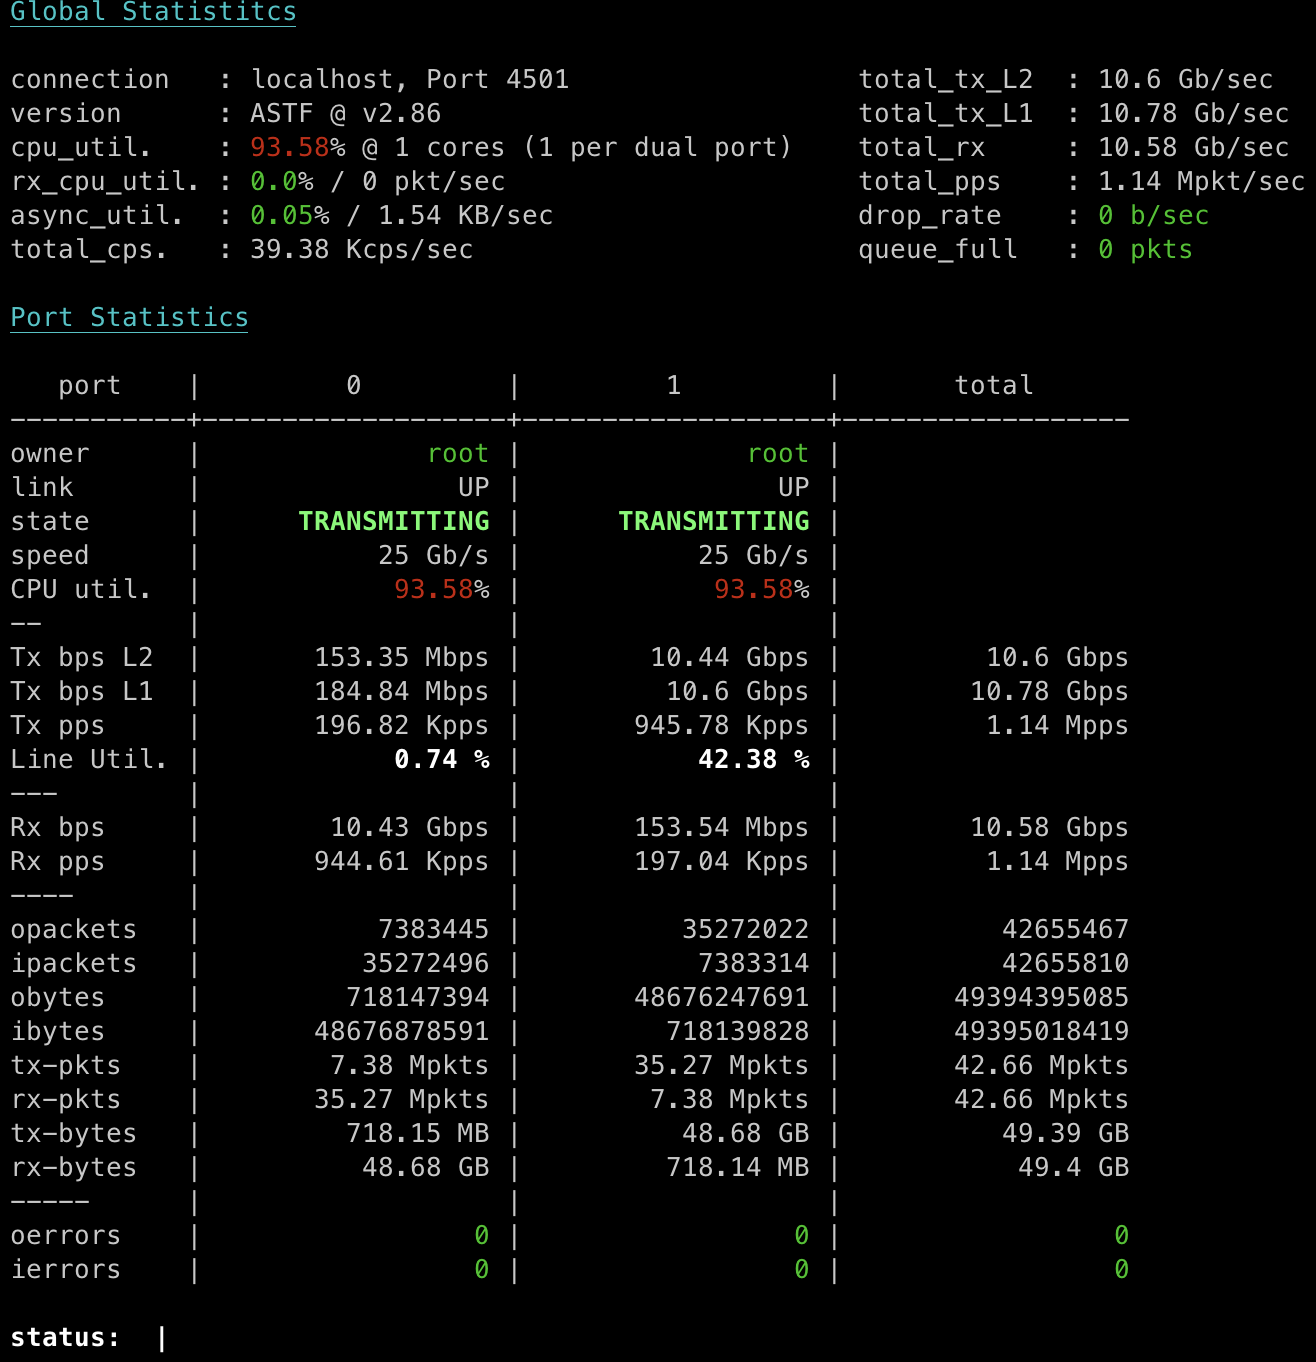 Global Statistitcs
connection   : localhost, Port 4501                  total_tx_L2  : 10.6 Gb/sec
version      : ASTF @ v2.86                          total_tx_L1  : 10.78 Gb/sec
cpu_util.    : 93.58% @ 1 cores (1 per dual port)    total_rx     : 10.58 Gb/sec
rx_cpu_util. : 0.0% / 0 pkt/sec                      total_pps    : 1.14 Mpkt/sec
async_util.  : 0.05% / 1.54 KB/sec                   drop_rate    : 0 b/sec
total_cps.   : 39.38 Kcps/sec                        queue_full   : 0 pkts
Port Statistics
   port    |         0         |         1         |       total
-----------+-------------------+-------------------+------------------
owner      |              root |              root |
link       |                UP |                UP |
state      |      TRANSMITTING |      TRANSMITTING |
speed      |           25 Gb/s |           25 Gb/s |
CPU util.  |            93.58% |            93.58% |
--         |                   |                   |
Tx bps L2  |       153.35 Mbps |        10.44 Gbps |         10.6 Gbps
Tx bps L1  |       184.84 Mbps |         10.6 Gbps |        10.78 Gbps
Tx pps     |       196.82 Kpps |       945.78 Kpps |         1.14 Mpps
Line Util. |            0.74 % |           42.38 % |
---        |                   |                   |
Rx bps     |        10.43 Gbps |       153.54 Mbps |        10.58 Gbps
Rx pps     |       944.61 Kpps |       197.04 Kpps |         1.14 Mpps
----       |                   |                   |
opackets   |           7383445 |          35272022 |          42655467
ipackets   |          35272496 |           7383314 |          42655810
obytes     |         718147394 |       48676247691 |       49394395085
ibytes     |       48676878591 |         718139828 |       49395018419
tx-pkts    |        7.38 Mpkts |       35.27 Mpkts |       42.66 Mpkts
rx-pkts    |       35.27 Mpkts |        7.38 Mpkts |       42.66 Mpkts
tx-bytes   |         718.15 MB |          48.68 GB |          49.39 GB
rx-bytes   |          48.68 GB |         718.14 MB |           49.4 GB
-----      |                   |                   |
oerrors    |                 0 |                 0 |                 0
ierrors    |                 0 |                 0 |                 0
status:  |